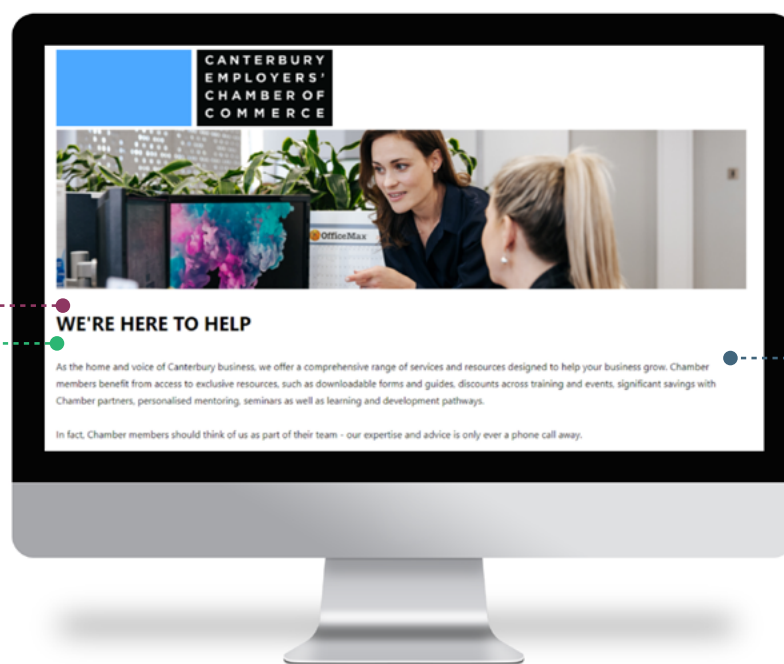 CANTERBURY
EMPLOYERS'
CHAMBER OF
COMMERCE
OfficeMax
WE'RE HERE TO HELP
As the home and voice of Canterbury business, we offer a comprehensive range of services and resources designed to help your business grow. Chamber
members benefit from access to exclusive resources, such as downloadable forms and guides, discounts across training and events, significant savings with
Chamber partners, personalised mentoring, seminars as well as learning and development pathways.
In fact, Chamber members should think of us as part of their team - our expertise and advice is only ever a phone call away.